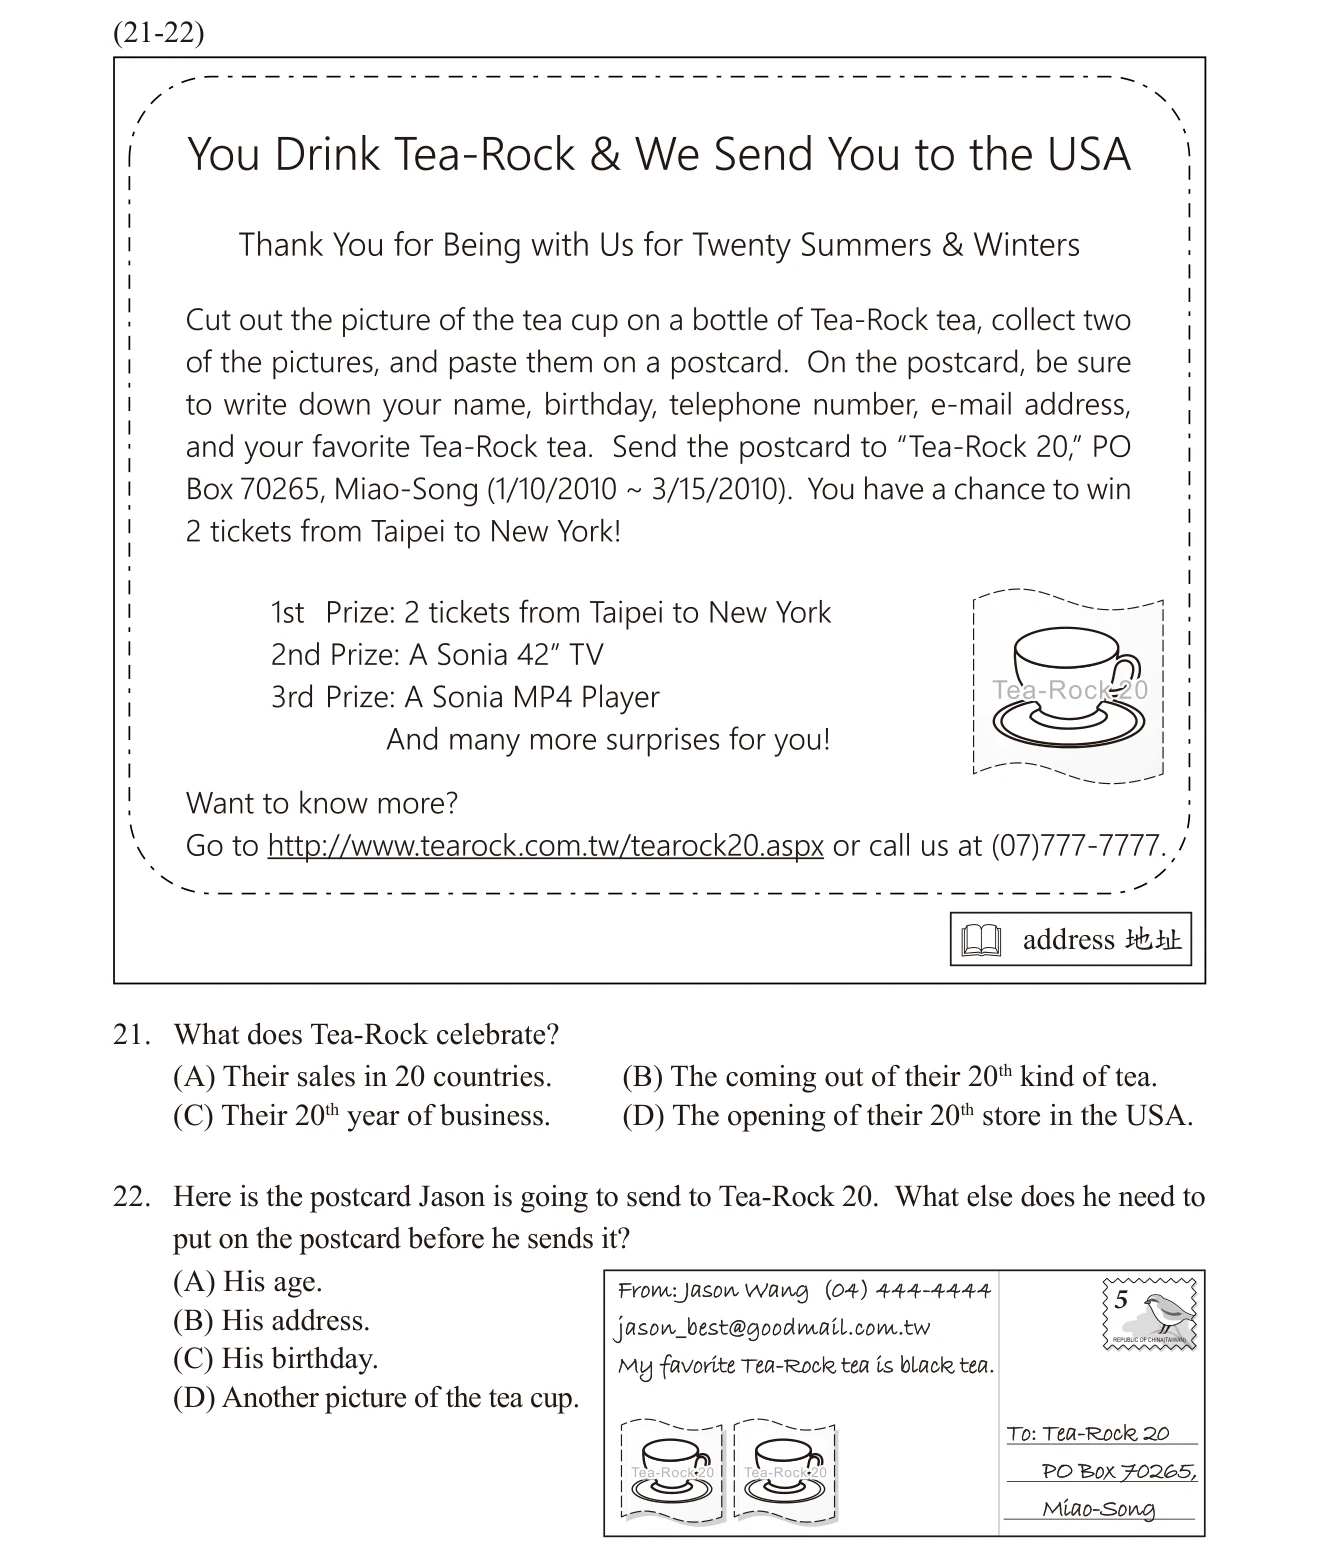 (21-22)
You Drink Tea-Rock & We Send You to the USA
Thank You for Being with Us for Twenty Summers & Winters
Cut out the picture of the tea cup on a bottle of Tea-Rock tea, collect two
of the pictures, and paste them on a postcard.  On the postcard, be sure
to write down your name, birthday, telephone number, e-mail address,
and your favorite Tea-Rock tea.  Send the postcard to “Tea-Rock 20,” PO
Box 70265, Miao-Song (1/10/2010 ~ 3/15/2010).  You have a chance to win
2 tickets from Taipei to New York!
1st  Prize: 2 tickets from Taipei to New York
2nd Prize: A Sonia 42” TV
3rd Prize: A Sonia MP4 Player
And many more surprises for you!
Tea-Rock 20
Want to know more?
Go to http://www.tearock.com.tw/tearock20.aspx or call us at (07)777-7777.
address 地址
21. What does Tea-Rock celebrate?
(A) Their sales in 20 countries. (B) The coming out of their 20th kind of tea.
(C) Their 20th year of business. (D) The opening of their 20th store in the USA.
22. Here is the postcard Jason is going to send to Tea-Rock 20.  What else does he need to
put on the postcard before he sends it?
(A) His age.
(B) His address.
(C) His birthday.
(D) Another picture of the tea cup.
From: Jason Wang (04) 444-4444
jason_best@goodmail.com.tw
My favorite Tea-Rock tea is black tea.
Tea-Rock 20 Tea-Rock 20
5
REPUBLIC OF CHINA(TAIWAN)
To: Tea-Rock 20
PO Box 70265,
Miao-Song